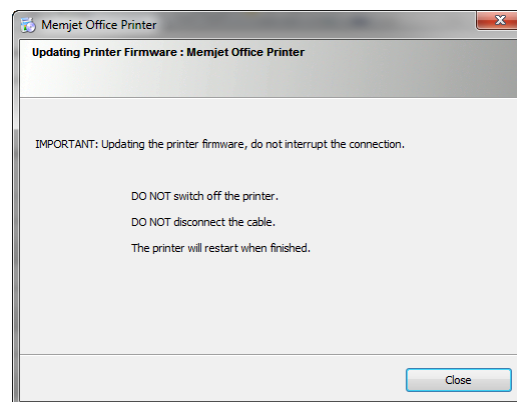 Memjet Office Printer
Updating Printer Firmware : Memjet Office Printer
IMPORTANT: Updating the printer firmware, do not interrupt the connection.
DO NOT switch off the printer.
DO NOT disconnect the cable.
The printer will restart when finished.
Close